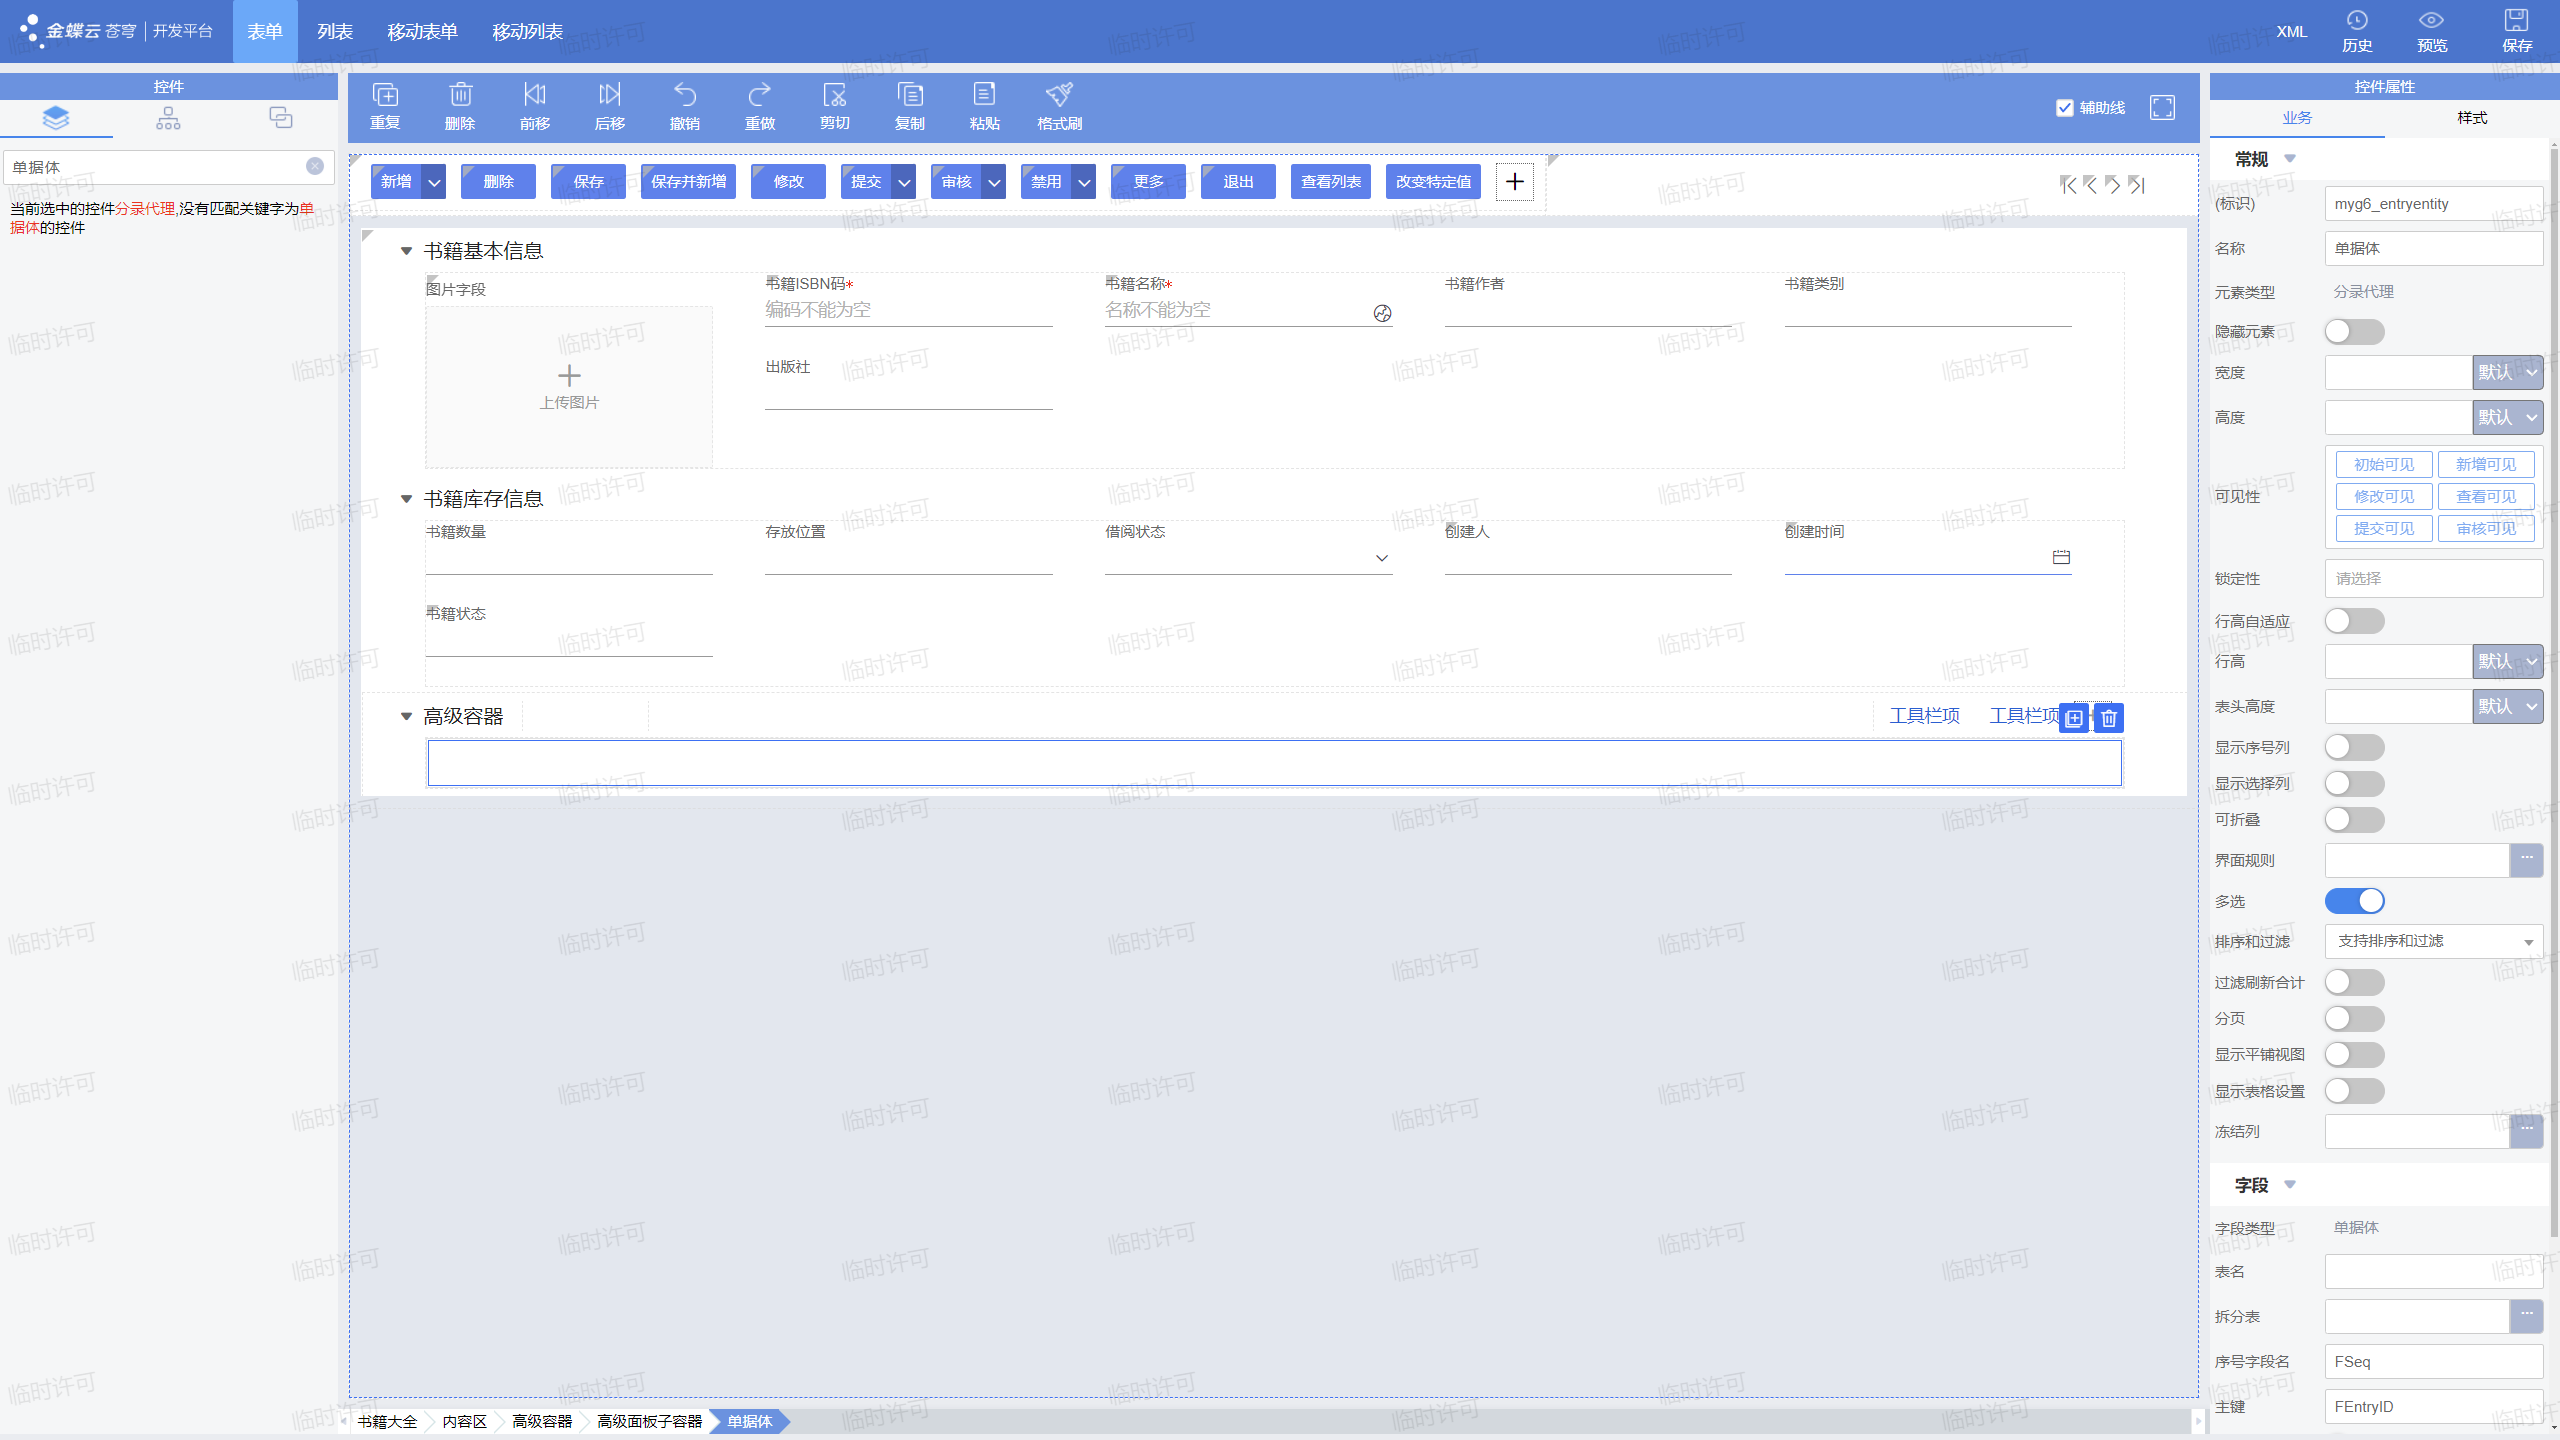 金蝶云 苍穹 开发平台 表单 列表 移动表单 移动列表 XML 历史 预览 保存
控件
单据体
当前选中的控件分录代理,没有匹配关键字为单
据体的控件
重复 删除 前移 后移 撤销 重做 剪切 复制 粘贴 格式刷 辅助线
新增 删除 保存 保存并新增 修改 提交 审核 禁用 更多 退出 查看列表 改变特定值
书籍基本信息
图片字段 书籍ISBN码* 书籍名称* 书籍作者 书籍类别
编码不能为空 名称不能为空
出版社
上传图片
书籍库存信息
书籍数量 存放位置 借阅状态 创建人 创建时间
书籍状态
高级容器 工具栏项 工具栏项
书籍大全 内容区 高级容器 高级面板子容器 单据体
控件属性
业务 样式
常规
(标识) myg6_entryentity
名称 单据体
元素类型 分录代理
隐藏元素
宽度 默认
高度 默认
可见性 初始可见 新增可见
修改可见 查看可见
提交可见 审核可见
锁定性 请选择
行高自适应
行高 默认
表头高度 默认
显示序号列
显示选择列
可折叠
界面规则 ...
多选
排序和过滤 支持排序和过滤
过滤刷新合计
分页
显示平铺视图
显示表格设置
冻结列 ...
字段
字段类型 单据体
表名
拆分表 ...
序号字段名 FSeq
主键 FEntryID
临时许可